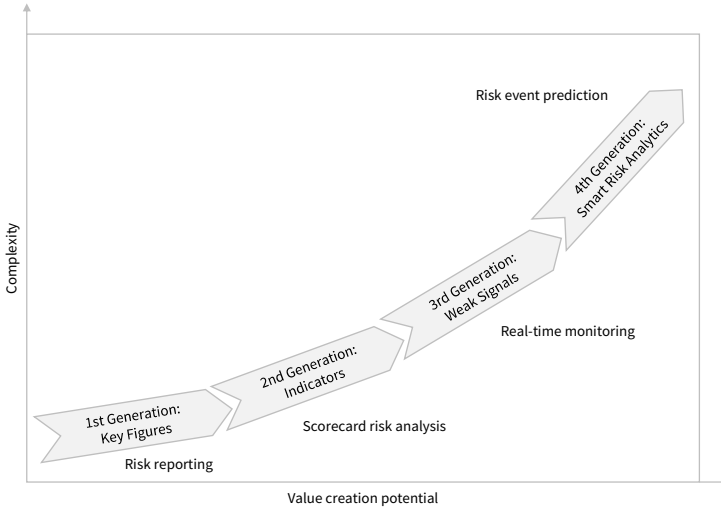 Risk event prediction
4th Generation:
Smart Risk Analytics
Complexity
3rd Generation:
Weak Signals
Real-time monitoring
2nd Generation:
Indicators
Scorecard risk analysis
1st Generation:
Key Figures
Risk reporting
Value creation potential